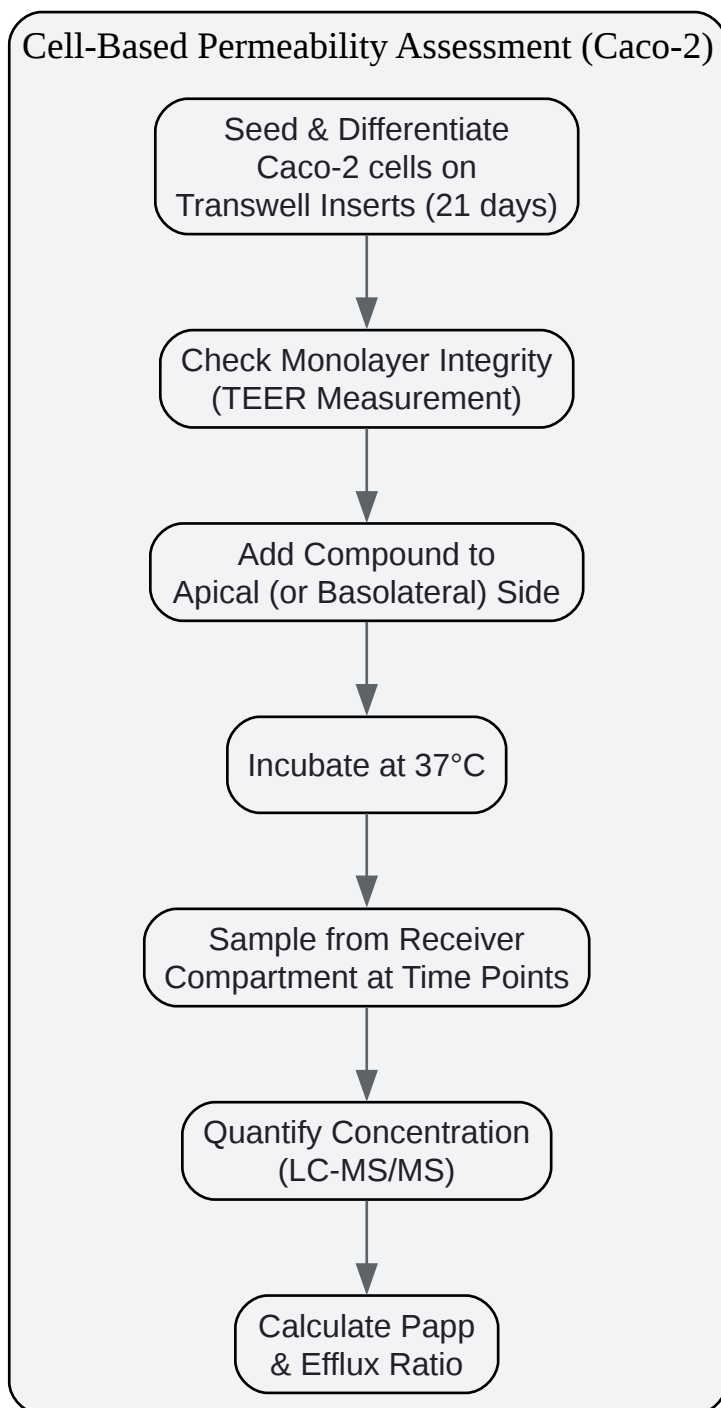 Cell-Based Permeability Assessment (Caco-2)
Seed & Differentiate
Caco-2 cells on
Transwell Inserts (21 days)
Check Monolayer Integrity
(TEER Measurement)
Add Compound to
Apical (or Basolateral) Side
Incubate at 37°C
Sample from Receiver
Compartment at Time Points
Quantify Concentration
(LC-MS/MS)
Calculate Papp
& Efflux Ratio